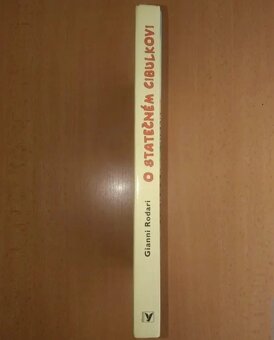 Gianni Rodari
O STATEČNÉM CIBULKOVI